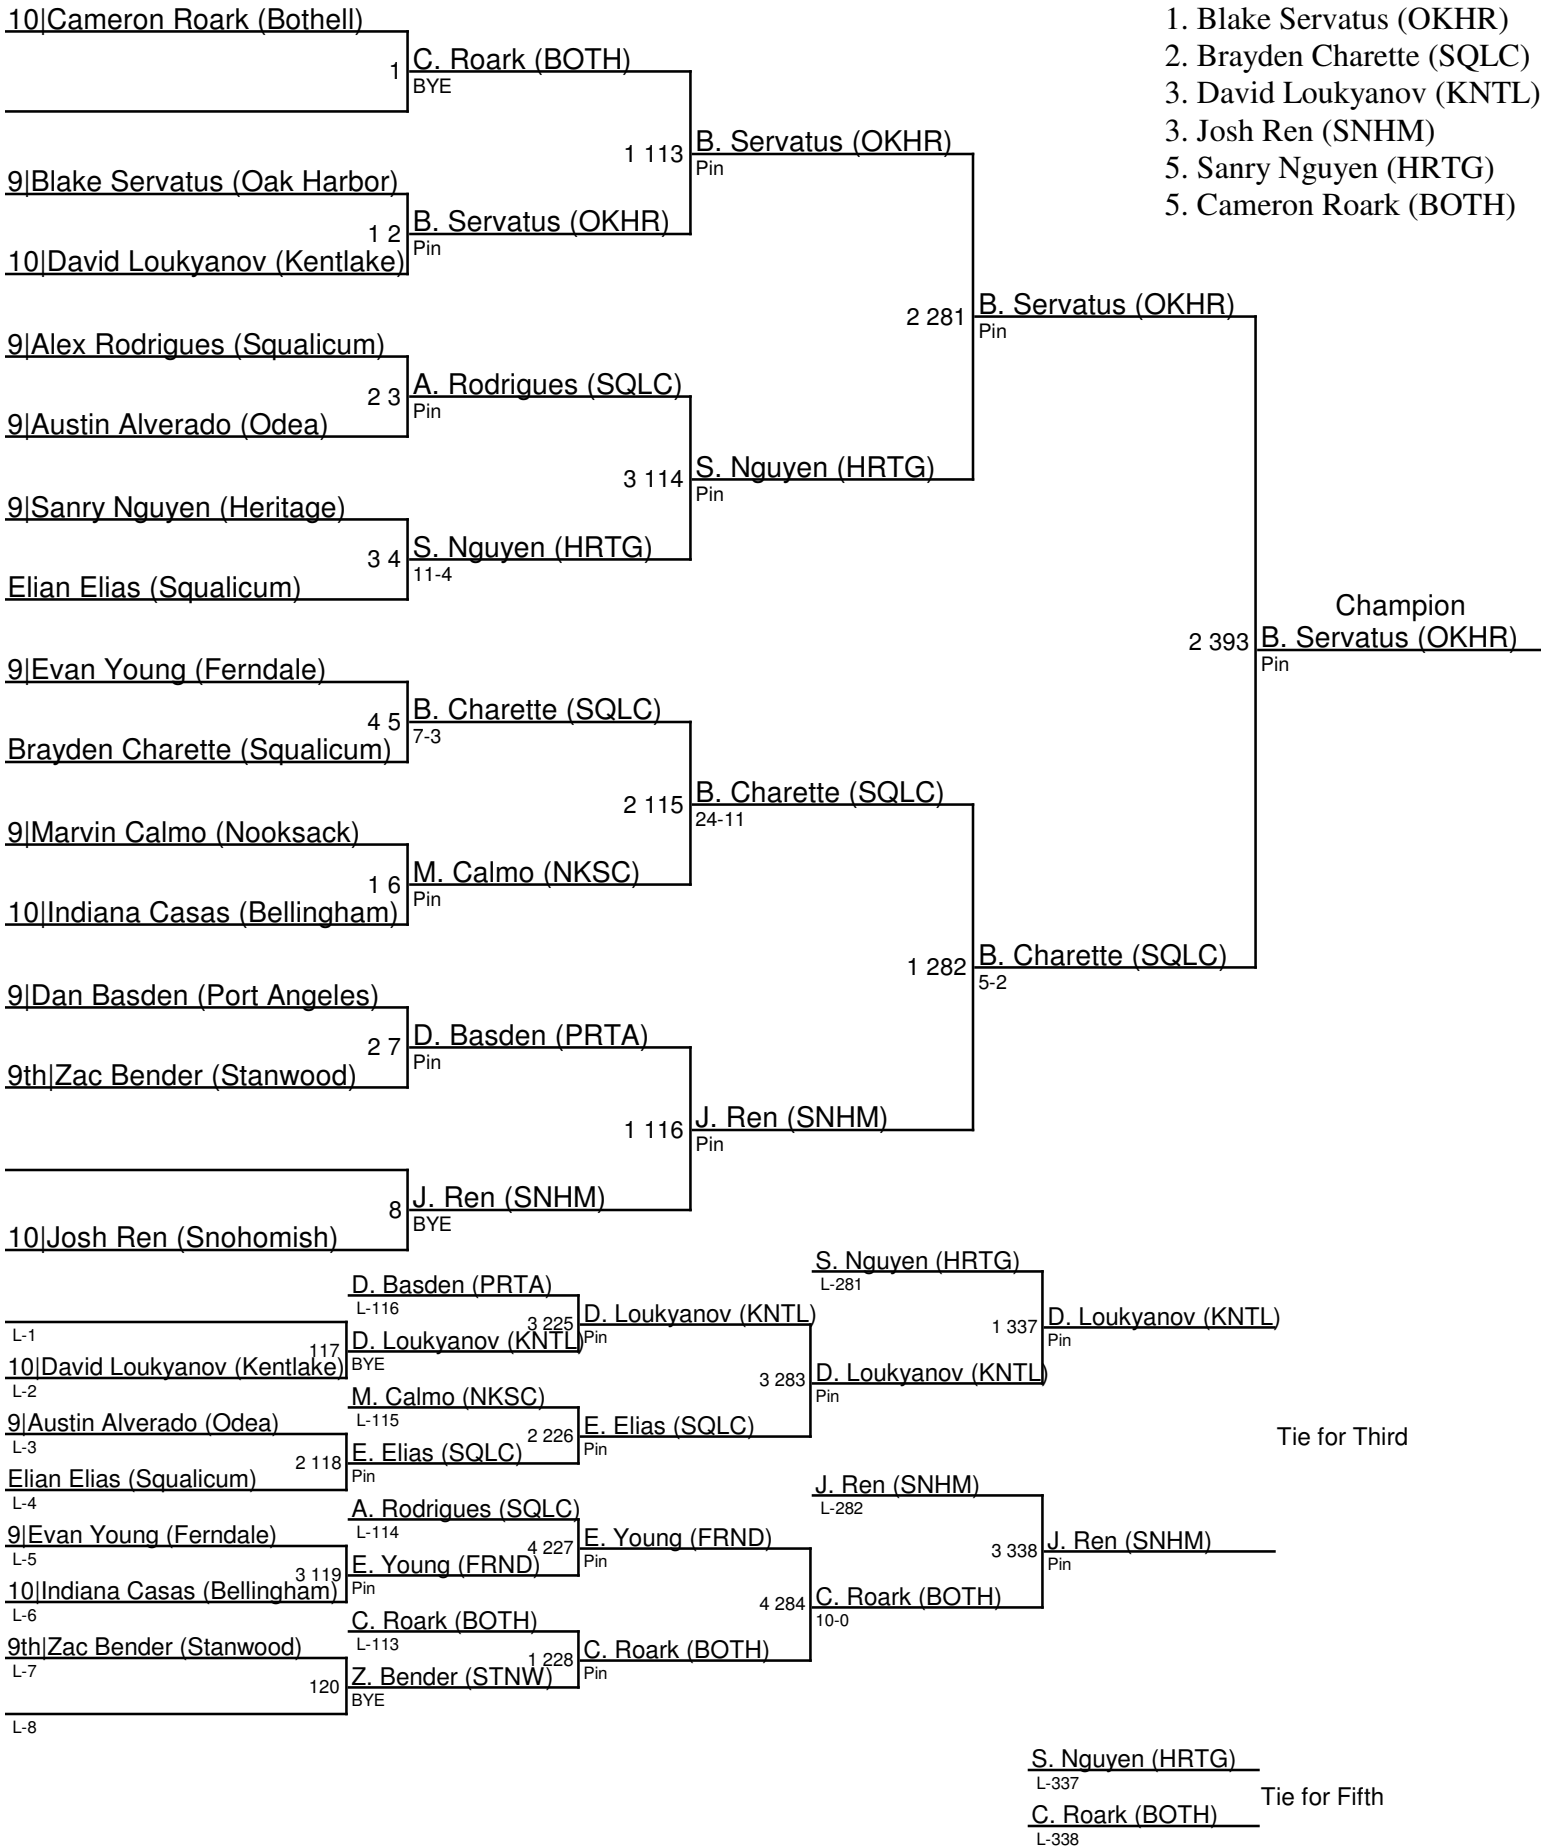 10|Cameron Roark (Bothell)
1
C. Roark (BOTH)
BYE
9|Blake Servatus (Oak Harbor)
1 2
B. Servatus (OKHR)
Pin
10|David Loukyanov (Kentlake)
1 113
B. Servatus (OKHR)
Pin
9|Alex Rodrigues (Squalicum)
2 3
A. Rodrigues (SQLC)
Pin
9|Austin Alverado (Odea)
3 114
S. Nguyen (HRTG)
Pin
9|Sanry Nguyen (Heritage)
3 4
S. Nguyen (HRTG)
11-4
Elian Elias (Squalicum)
2 281
B. Servatus (OKHR)
Pin
9|Evan Young (Ferndale)
4 5
B. Charette (SQLC)
7-3
Brayden Charette (Squalicum)
2 115
B. Charette (SQLC)
24-11
9|Marvin Calmo (Nooksack)
1 6
M. Calmo (NKSC)
Pin
10|Indiana Casas (Bellingham)
1 282
B. Charette (SQLC)
5-2
9|Dan Basden (Port Angeles)
2 7
D. Basden (PRTA)
Pin
9th|Zac Bender (Stanwood)
1 116
J. Ren (SNHM)
Pin
8
J. Ren (SNHM)
BYE
10|Josh Ren (Snohomish)
Champion
2 393
B. Servatus (OKHR)
Pin
1. Blake Servatus (OKHR)
2. Brayden Charette (SQLC)
3. David Loukyanov (KNTL)
3. Josh Ren (SNHM)
5. Sanry Nguyen (HRTG)
5. Cameron Roark (BOTH)
L-1
117
10|David Loukyanov (Kentlake)
L-2
9|Austin Alverado (Odea)
L-3
2 118
Elian Elias (Squalicum)
L-4
9|Evan Young (Ferndale)
L-5
3 119
10|Indiana Casas (Bellingham)
L-6
9th|Zac Bender (Stanwood)
L-7
120
L-8
D. Basden (PRTA)
L-116
3 225
D. Loukyanov (KNTL)
BYE
M. Calmo (NKSC)
L-115
2 226
E. Elias (SQLC)
Pin
A. Rodrigues (SQLC)
L-114
4 227
E. Young (FRND)
Pin
C. Roark (BOTH)
L-113
1 228
Z. Bender (STNW)
BYE
D. Loukyanov (KNTL)
Pin
3 283
E. Elias (SQLC)
Pin
E. Young (FRND)
Pin
4 284
C. Roark (BOTH)
Pin
S. Nguyen (HRTG)
L-281
1 337
D. Loukyanov (KNTL)
Pin
J. Ren (SNHM)
L-282
3 338
C. Roark (BOTH)
10-0
D. Loukyanov (KNTL)
Pin
Tie for Third
J. Ren (SNHM)
Pin
S. Nguyen (HRTG)
L-337
Tie for Fifth
C. Roark (BOTH)
L-338